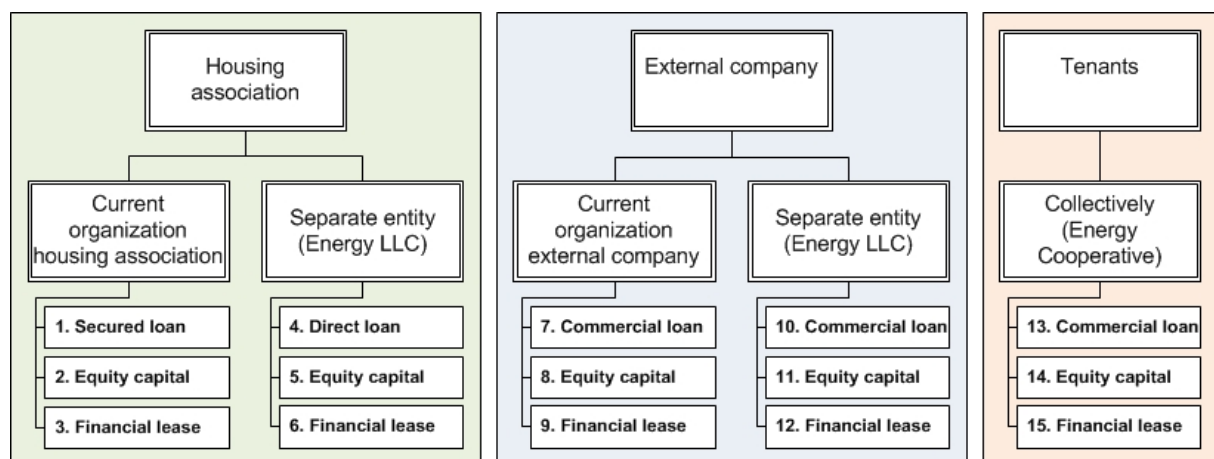 Housing
association
Current
organization
housing association
Separate entity
(Energy LLC)
1. Secured loan
2. Equity capital
3. Financial lease
4. Direct loan
5. Equity capital
6. Financial lease
External company
Current
organization
external company
Separate entity
(Energy LLC)
7. Commercial loan
8. Equity capital
9. Financial lease
10. Commercial loan
11. Equity capital
12. Financial lease
Tenants
Collectively
(Energy
Cooperative)
13. Commercial loan
14. Equity capital
15. Financial lease